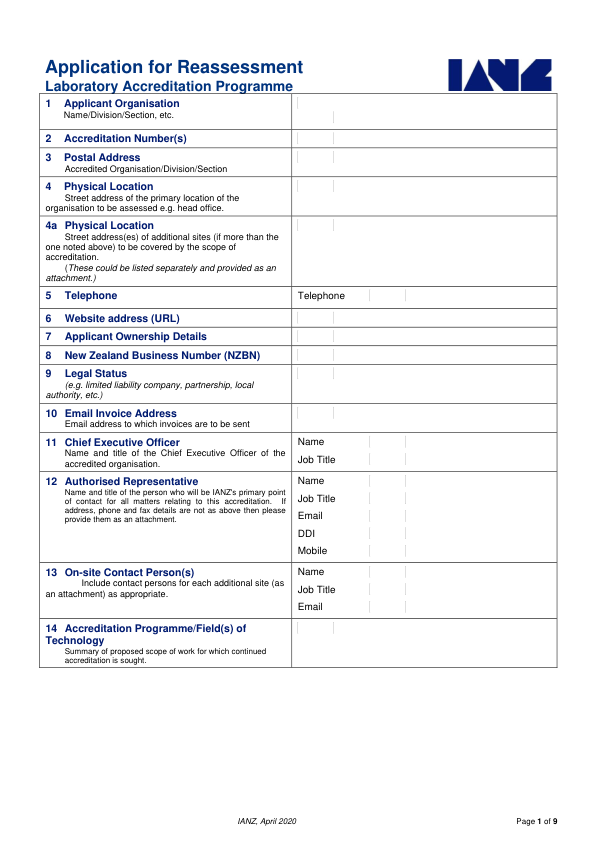 Application for Reassessment
IANZ
Laboratory Accreditation Programme
1 Applicant Organisation
Name/Division/Section, etc.
2 Accreditation Number(s)
3 Postal Address
Accredited Organisation/Division/Section
4 Physical Location
Street address of the primary location of the
organisation to be assessed e.g. head office.
4a Physical Location
Street address(es) of additional sites (if more than the
one noted above) to be covered by the scope of
accreditation.
(These could be listed separately and provided as an
attachment.)
5 Telephone
Telephone
6 Website address (URL)
7 Applicant Ownership Details
8 New Zealand Business Number (NZBN)
9 Legal Status
(e.g. limited liability company, partnership, local
authority, etc.)
10 Email Invoice Address
Email address to which invoices are to be sent
11 Chief Executive Officer
Name and title of the Chief Executive Officer of the
accredited organisation.
Name
Job Title
12 Authorised Representative
Name and title of the person who will be IANZ's primary point
of contact for all matters relating to this accreditation. If
address, phone and fax details are not as above then please
provide them as an attachment.
Name
Job Title
Email
DDI
Mobile
13 On-site Contact Person(s)
Include contact persons for each additional site (as
an attachment) as appropriate.
Name
Job Title
Email
14 Accreditation Programme/Field(s) of
Technology
Summary of proposed scope of work for which continued
accreditation is sought.
IANZ, April 2020
Page 1 of 9